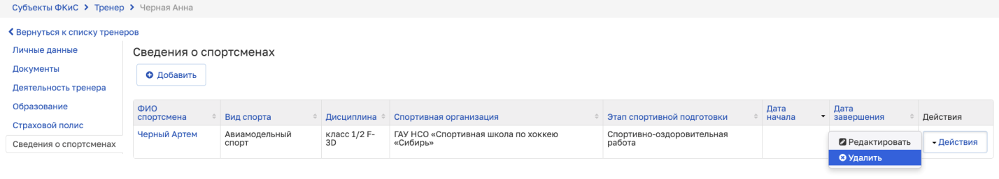 Субъекты ФКиС > Тренер > Черная Анна
Вернуться к списку тренеров
Личные данные
Документы
Деятельность тренера
Образование
Страховой полис
Сведения о спортсменах
Сведения о спортсменах
Добавить
ФИО
спортсмена
Вид спорта
Дисциплина
Спортивная организация
Этап спортивной подготовки
Дата
начала
Дата
завершения
Действия
Черный Артем
Авиамодельный
спорт
класс 1/2 F-
3D
ГАУ НСО «Спортивная школа по хоккею
«Сибирь»
Спортивно-оздоровительная
работа
Редактировать
Удалить
Действия